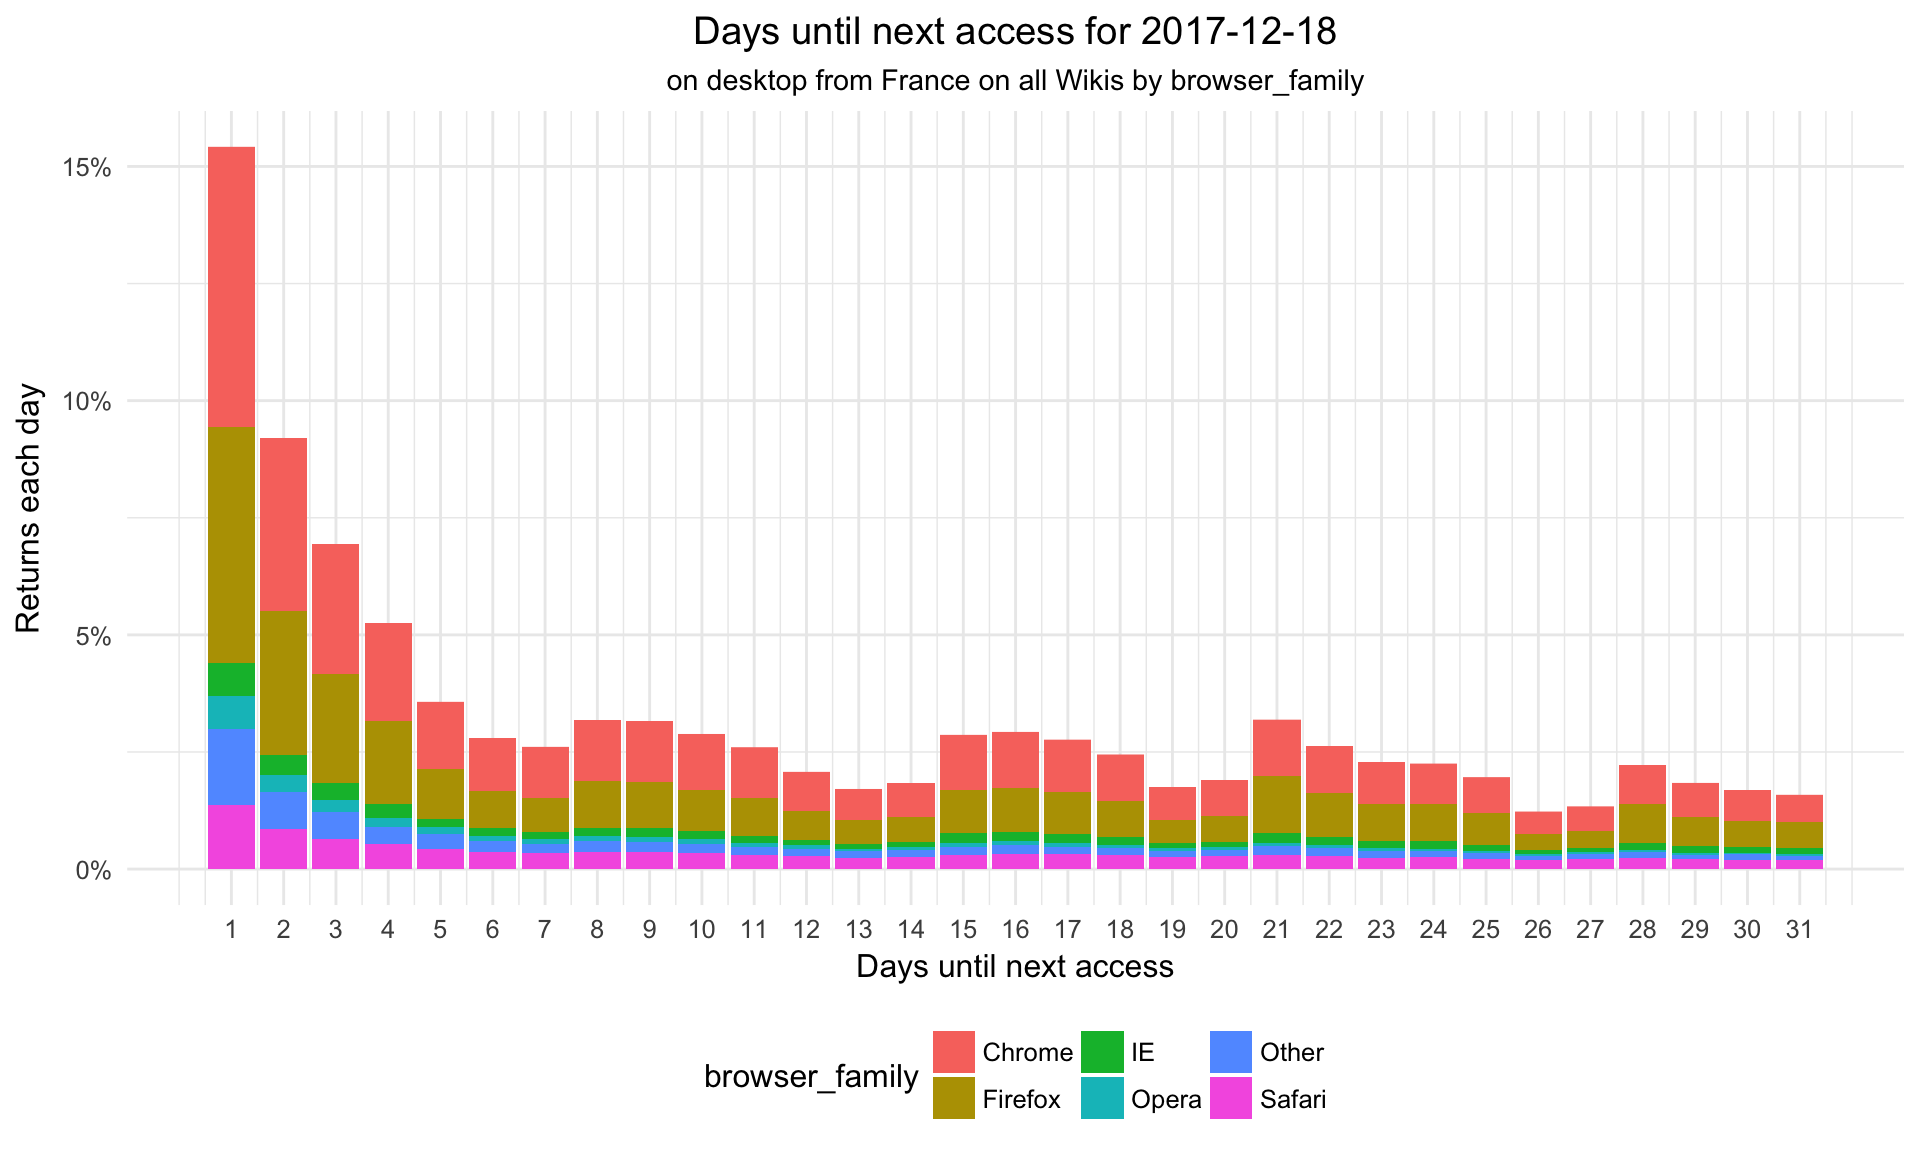 Days until next access for 2017-12-18
on desktop from France on all Wikis by browser_family
Returns each day
15%
10%
5%
0%
1 2 3 4 5 6 7 8 9 10 11 12 13 14 15 16 17 18 19 20 21 22 23 24 25 26 27 28 29 30 31
Days until next access
browser_family
Chrome IE Other
Firefox Opera Safari